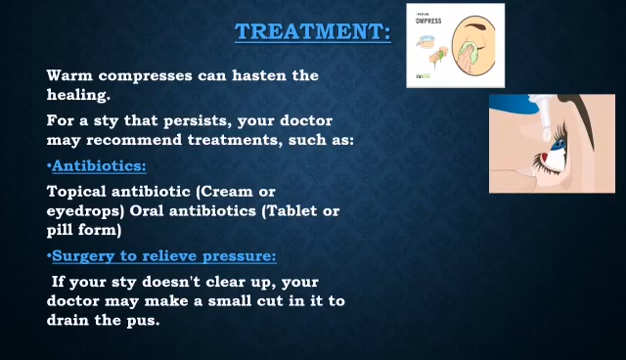 TREATMENT:
OMPRESS
Warm compresses can hasten the
healing.
For a sty that persists, your doctor
may recommend treatments, such as:
•Antibiotics:
Topical antibiotic (Cream or
eyedrops) Oral antibiotics (Tablet or
pill form)
•Surgery to relieve pressure:
If your sty doesn't clear up, your
doctor may make a small cut in it to
drain the pus.